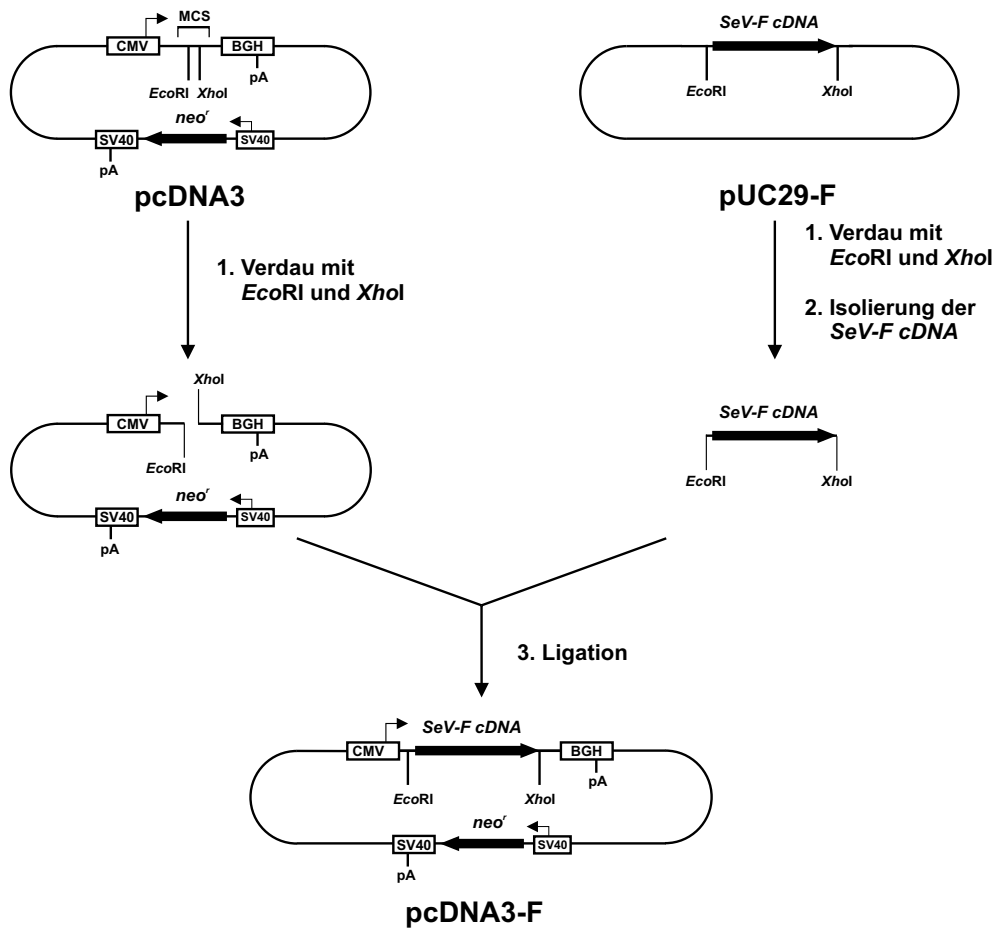 MCS
CMV
BGH
pA
EcoRI XhoI
neoʳ
SV40
SV40
pA
pcDNA3
SeV-F cDNA
EcoRI
XhoI
pUC29-F
1. Verdau mit
EcoRI und XhoI
1. Verdau mit
EcoRI und XhoI
2. Isolierung der
SeV-F cDNA
XhoI
CMV
BGH
pA
EcoRI
neoʳ
SV40
SV40
pA
SeV-F cDNA
EcoRI
XhoI
3. Ligation
SeV-F cDNA
CMV
BGH
pA
EcoRI
XhoI
neoʳ
SV40
SV40
pA
pcDNA3-F